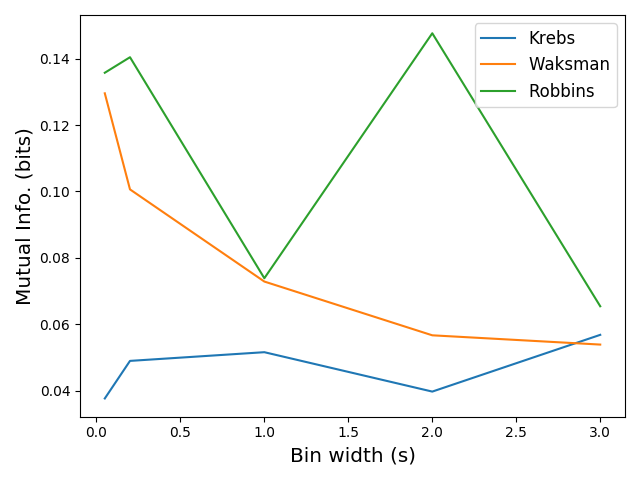 Krebs
Waksman
Robbins
0.14
0.12
0.10
0.08
0.06
0.04
Mutual Info. (bits)
0.0 0.5 1.0 1.5 2.0 2.5 3.0
Bin width (s)